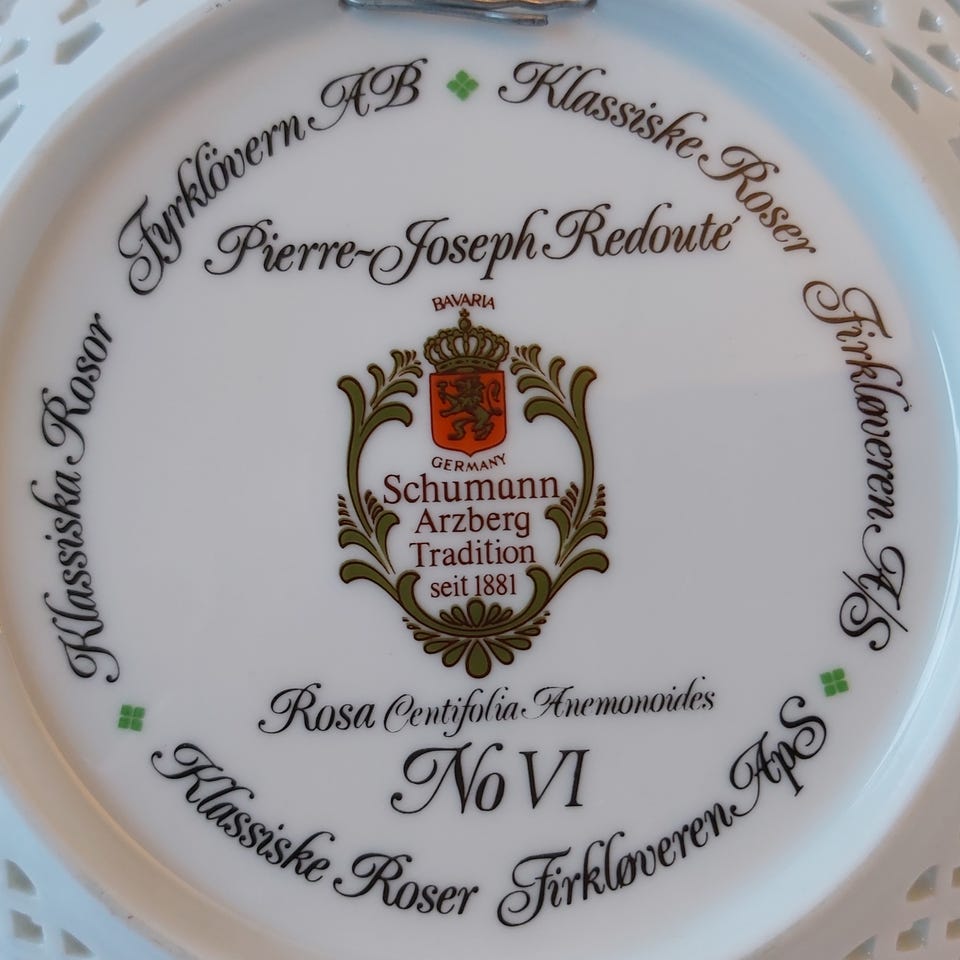 Klassiska Rosor Fyrklövern AB
Klassiske Roser Firkløveren A/S
Klassiske Roser Firkløveren ApS
Pierre-Joseph Redouté
BAVARIA
GERMANY
Schumann
Arzberg
Tradition
seit 1881
Rosa Centifolia Anemonoides
No VI